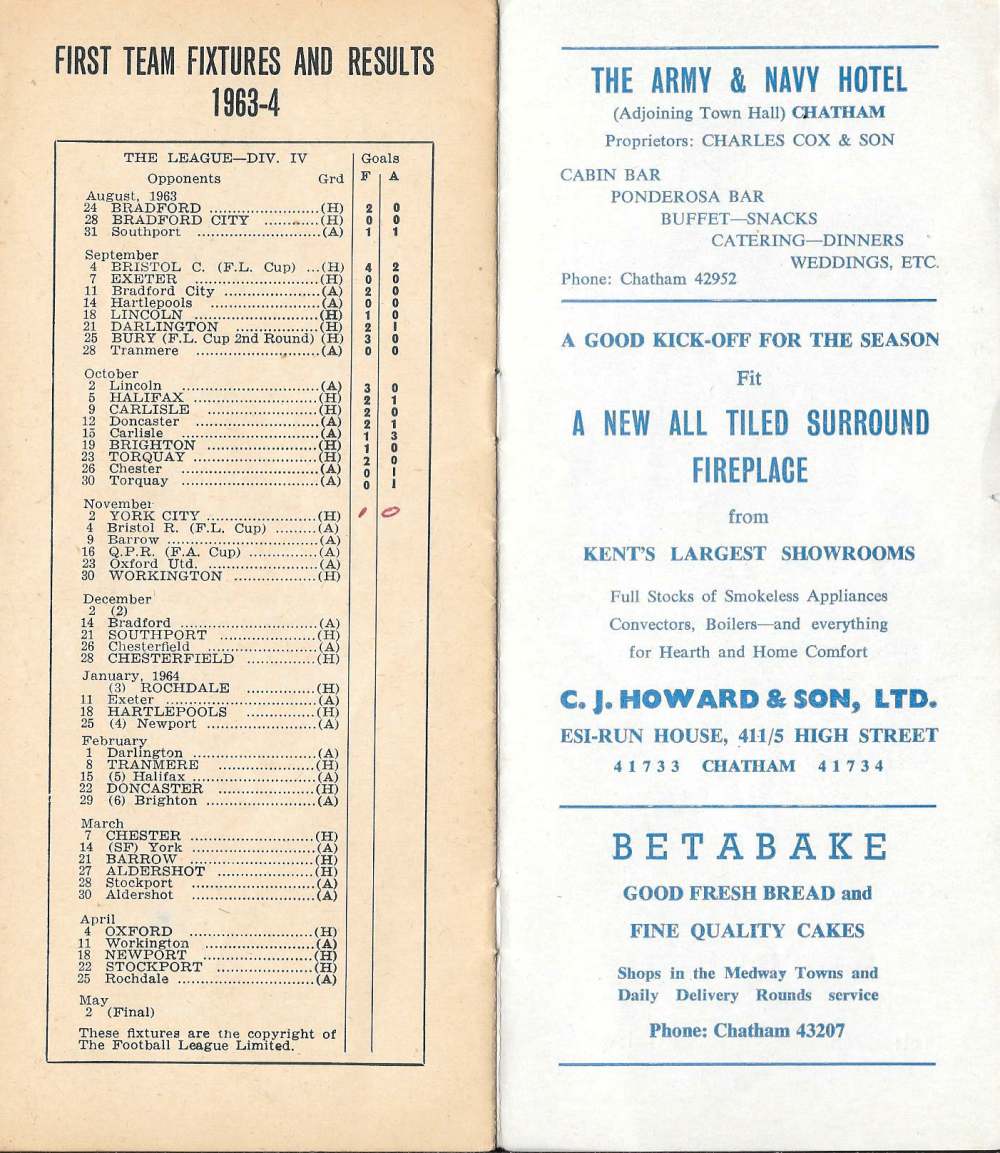 FIRST TEAM FIXTURES AND RESULTS
1963-4
THE LEAGUE—DIV. IV Goals
Opponents Grd F A
August, 1963
24 BRADFORD ........................(H) 2 0
28 BRADFORD CITY ............(H) 0 0
31 Southport ..........................(A) 1 1
September
4 BRISTOL C. (F.L. Cup) ...(H) 4 2
7 EXETER ..........................(H) 0 0
11 Bradford City ....................(A) 2 0
14 Hartlepools .......................(A) 0 0
18 LINCOLN ..........................(H) 1 0
21 DARLINGTON .................(H) 2 1
25 BURY (F.L. Cup 2nd Round) (H) 3 0
28 Tranmere ..........................(A) 0 0
October
2 Lincoln .............................(A) 3 0
5 HALIFAX ..........................(H) 2 1
9 CARLISLE ........................(H) 2 0
12 Doncaster ..........................(A) 2 1
15 Carlisle .............................(A) 1 3
19 BRIGHTON ......................(H) 1 0
23 TORQUAY ........................(H) 2 0
26 Chester .............................(A) 0 1
30 Torquay ............................(A) 0 1
November
2 YORK CITY .......................(H) 1 0
4 Bristol R. (F.L. Cup) .........(A)
9 Barrow ...............................(A)
16 Q.P.R. (F.A. Cup) ..............(A)
23 Oxford Utd. .......................(A)
30 WORKINGTON .................(H)
December
2 (2)
14 Bradford ............................(A)
21 SOUTHPORT ....................(H)
26 Chesterfield .......................(A)
28 CHESTERFIELD ...............(H)
January, 1964
(3) ROCHDALE ...............(H)
11 Exeter ................................(A)
18 HARTLEPOOLS ...............(H)
25 (4) Newport .......................(A)
February
1 Darlington .........................(A)
8 TRANMERE .....................(H)
15 (5) Halifax .........................(A)
22 DONCASTER ....................(H)
29 (6) Brighton .......................(A)
March
7 CHESTER ..........................(H)
14 (SF) York ..........................(A)
21 BARROW ..........................(H)
27 ALDERSHOT ....................(H)
28 Stockport ..........................(A)
30 Aldershot ..........................(A)
April
4 OXFORD ...........................(H)
11 Workington .......................(A)
18 NEWPORT ........................(H)
22 STOCKPORT .....................(H)
25 Rochdale ...........................(A)
May
2 (Final)
These fixtures are the copyright of
The Football League Limited.
THE ARMY & NAVY HOTEL
(Adjoining Town Hall) CHATHAM
Proprietors: CHARLES COX & SON
CABIN BAR
PONDEROSA BAR
BUFFET—SNACKS
CATERING—DINNERS
WEDDINGS, ETC.
Phone: Chatham 42952
A GOOD KICK-OFF FOR THE SEASON
Fit
A NEW ALL TILED SURROUND
FIREPLACE
from
KENT'S LARGEST SHOWROOMS
Full Stocks of Smokeless Appliances
Convectors, Boilers—and everything
for Hearth and Home Comfort
C. J. HOWARD & SON, LTD.
ESI-RUN HOUSE, 411/5 HIGH STREET
41733 CHATHAM 41734
BETABAKE
GOOD FRESH BREAD and
FINE QUALITY CAKES
Shops in the Medway Towns and
Daily Delivery Rounds service
Phone: Chatham 43207